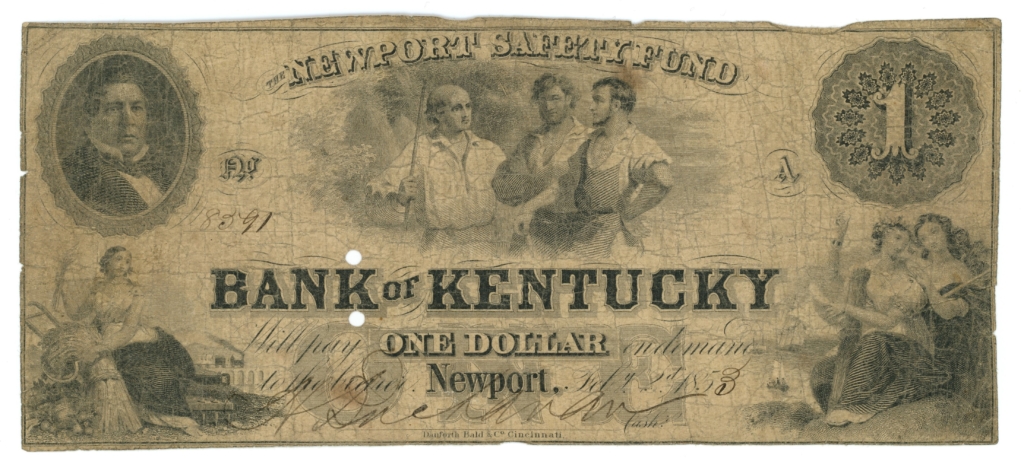 THE NEWPORT SAFETY FUND
1
No A
8391
BANK OF KENTUCKY
Will pay ONE DOLLAR on demand
to the bearer. Newport. 1853
Cash.
Danforth Bald & Co. Cincinnati